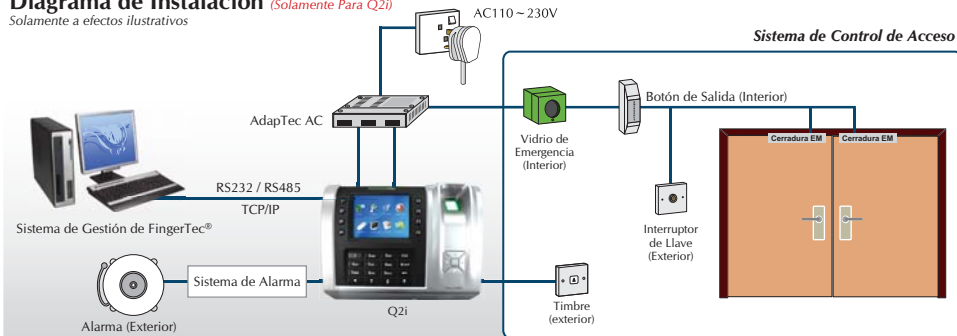 Diagrama de Instalación (Solamente Para Q2i)
Solamente a efectos ilustrativos
AC110 ~ 230V
Sistema de Control de Acceso
AdapTec AC
Vidrio de
Emergencia
(Interior)
Botón de Salida (Interior)
Cerradura EM
Cerradura EM
RS232 / RS485
TCP/IP
Sistema de Gestión de FingerTec®
Interruptor
de Llave
(Exterior)
Sistema de Alarma
Alarma (Exterior)
Q2i
Timbre
(exterior)